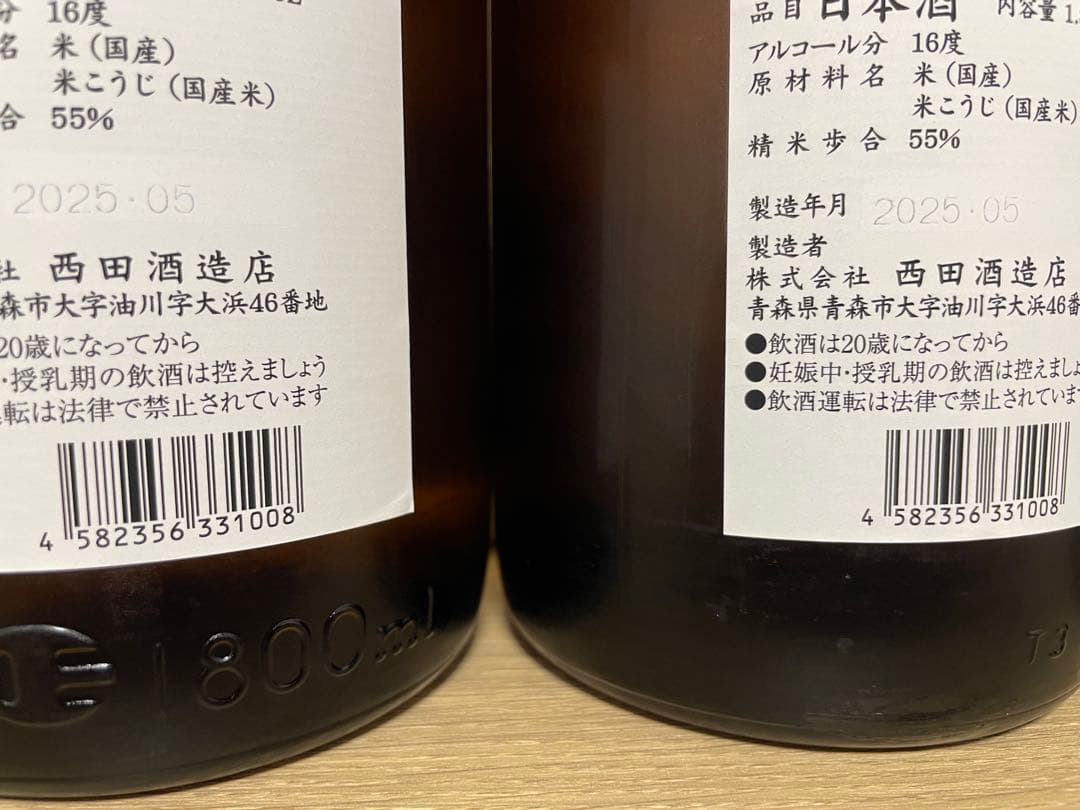 16度
名 米(国産)
米こうじ(国産米)
合 55%
2025・05
社 西田酒造店
森市大字油川字大浜46番地
20歳になってから
・授乳期の飲酒は控えましょう
運転は法律で禁止されています
4 582356 331008
1800ml
品目 日本酒 内容量 1,
アルコール分 16度
原材料名 米(国産)
米こうじ(国産米)
精米歩合 55%
製造年月 2025・05
製造者
株式会社 西田酒造店
青森県青森市大字油川字大浜46番
●飲酒は20歳になってから
●妊娠中・授乳期の飲酒は控えましょ
●飲酒運転は法律で禁止されています
4 582356 331008
T3